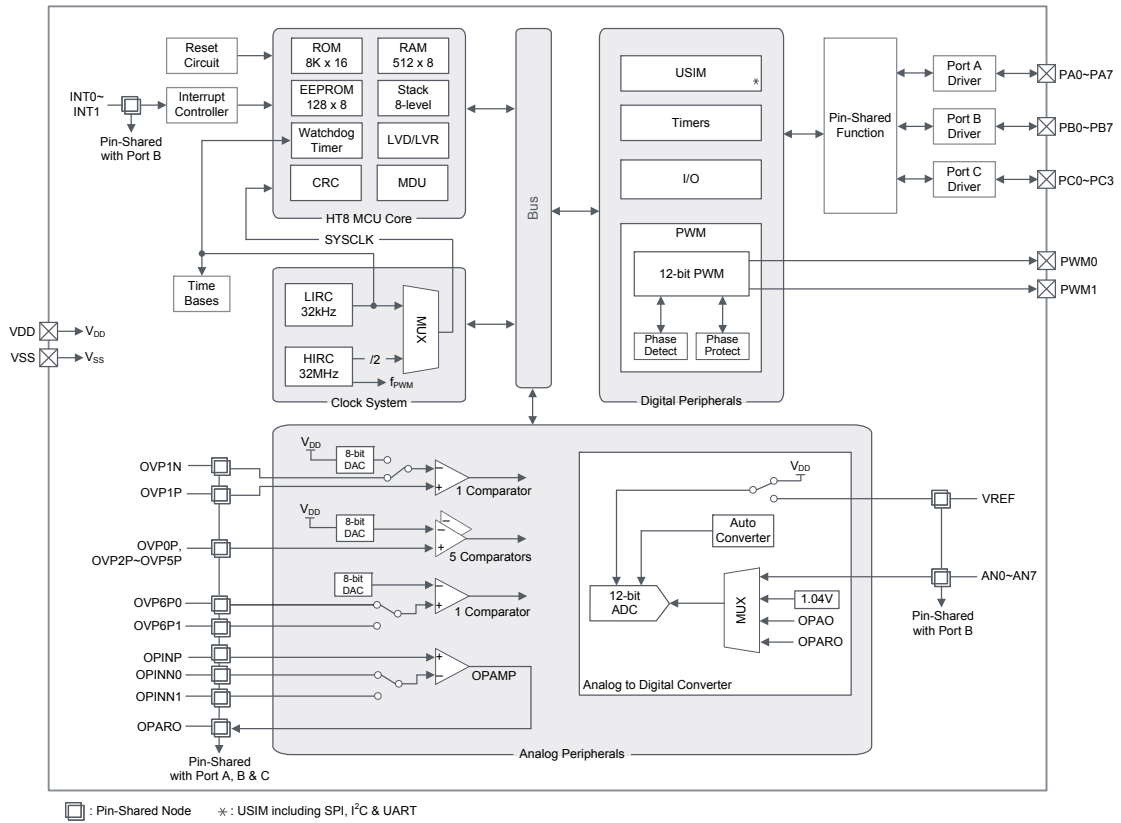 Reset
Circuit
INT0~
INT1
Interrupt
Controller
Pin-Shared
with Port B
ROM
8K x 16
RAM
512 x 8
EEPROM
128 x 8
Stack
8-level
Watchdog
Timer
LVD/LVR
CRC
MDU
HT8 MCU Core
SYSCLK
Time
Bases
LIRC
32kHz
HIRC
32MHz
/2
fPWM
MUX
Clock System
VDD
VDD
VSS
VSS
Bus
USIM
*
Timers
I/O
PWM
12-bit PWM
Phase
Detect
Phase
Protect
Digital Peripherals
Pin-Shared
Function
Port A
Driver
Port B
Driver
Port C
Driver
PA0~PA7
PB0~PB7
PC0~PC3
PWM0
PWM1
OVP1N
OVP1P
OVP0P,
OVP2P~OVP5P
OVP6P0
OVP6P1
OPINP
OPINN0
OPINN1
OPARO
Pin-Shared
with Port A, B & C
VDD
8-bit
DAC
−
+
1 Comparator
VDD
8-bit
DAC
−
−
+
5 Comparators
8-bit
DAC
−
+
1 Comparator
+
−
OPAMP
VDD
Auto
Converter
12-bit
ADC
MUX
1.04V
OPAO
OPARO
Analog to Digital Converter
Analog Peripherals
VREF
AN0~AN7
Pin-Shared
with Port B
: Pin-Shared Node
* : USIM including SPI, I²C & UART